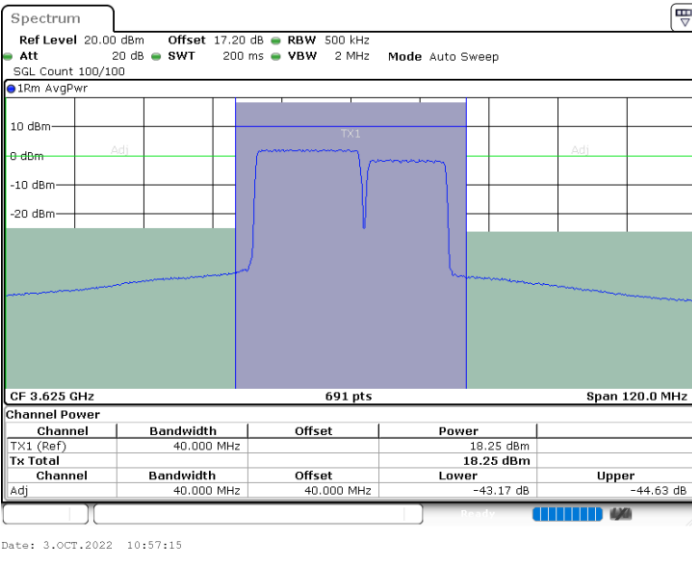 Spectrum
Ref Level 20.00 dBm Offset 17.20 dB RBW 500 kHz
Att 20 dB SWT 200 ms VBW 2 MHz Mode Auto Sweep
SGL Count 100/100
1Rm AvgPwr
10 dBm
TX1
Adj Adj
0 dBm
-10 dBm
-20 dBm
CF 3.625 GHz 691 pts Span 120.0 MHz
Channel Power
Channel Bandwidth Offset Power
TX1 (Ref) 40.000 MHz 18.25 dBm
Tx Total 18.25 dBm
Channel Bandwidth Offset Lower Upper
Adj 40.000 MHz 40.000 MHz -43.17 dB -44.63 dB
Ready
Date: 3.OCT.2022 10:57:15